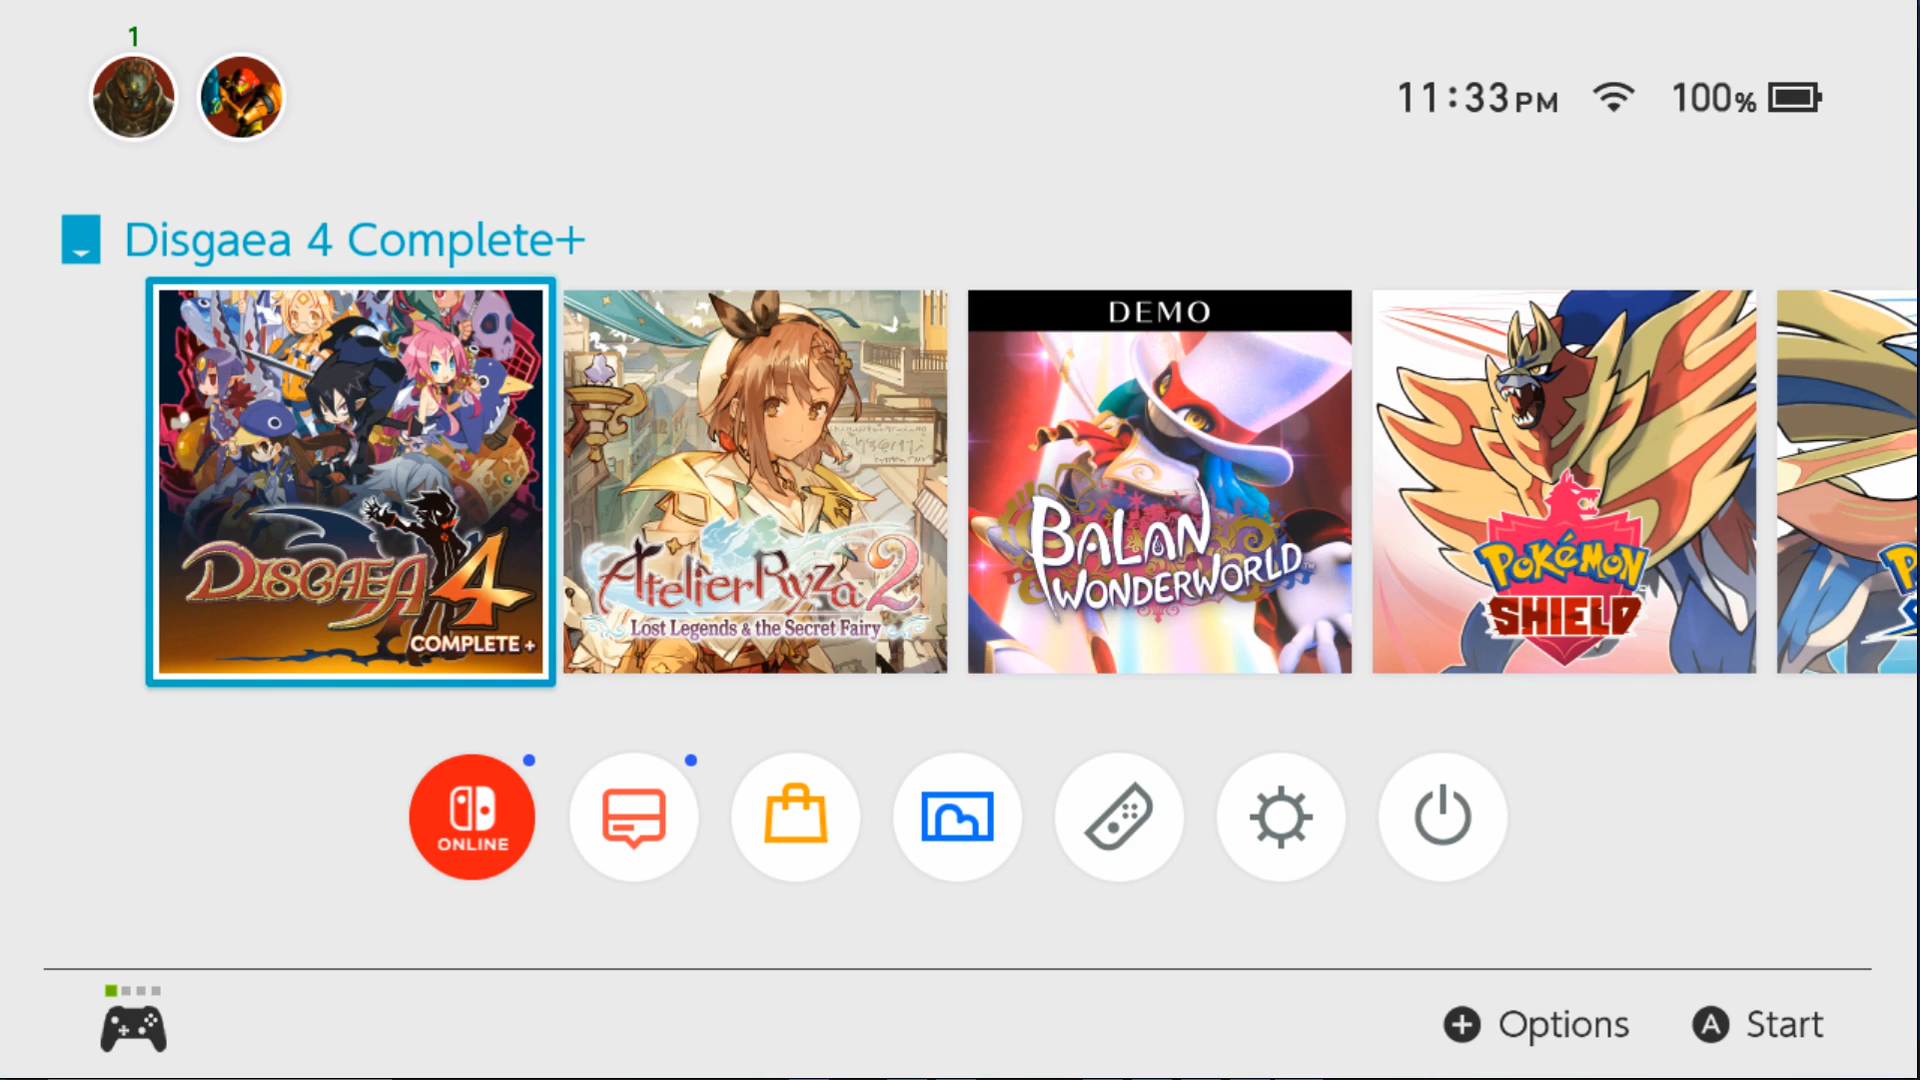 1
11:33PM
100%
Disgaea 4 Complete+
DISGAEA 4
COMPLETE +
Atelier Ryza 2
Lost Legends & the Secret Fairy
DEMO
BALAN
WONDERWORLD™
POKéMON
SHIELD
P
ONLINE
Options
A Start